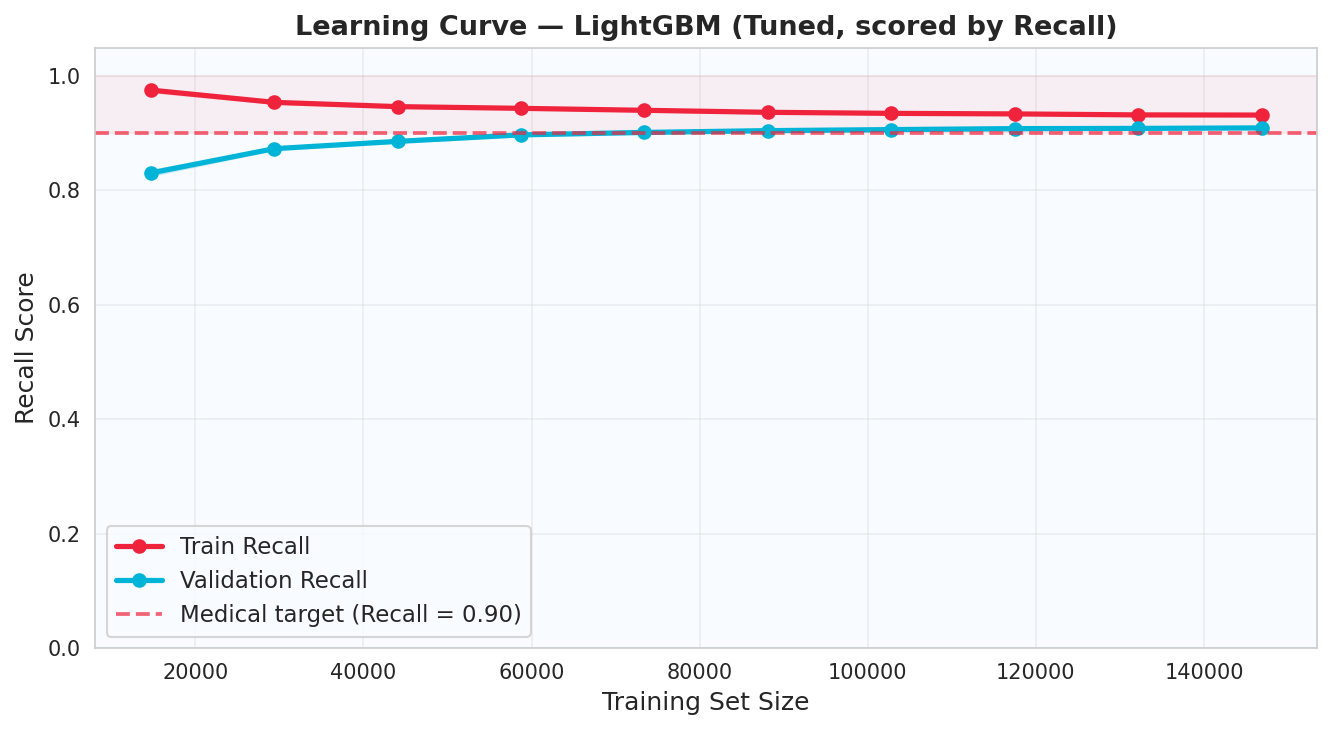 Learning Curve — LightGBM (Tuned, scored by Recall)
Recall Score
1.0
0.8
0.6
0.4
0.2
0.0
Train Recall
Validation Recall
Medical target (Recall = 0.90)
20000 40000 60000 80000 100000 120000 140000
Training Set Size